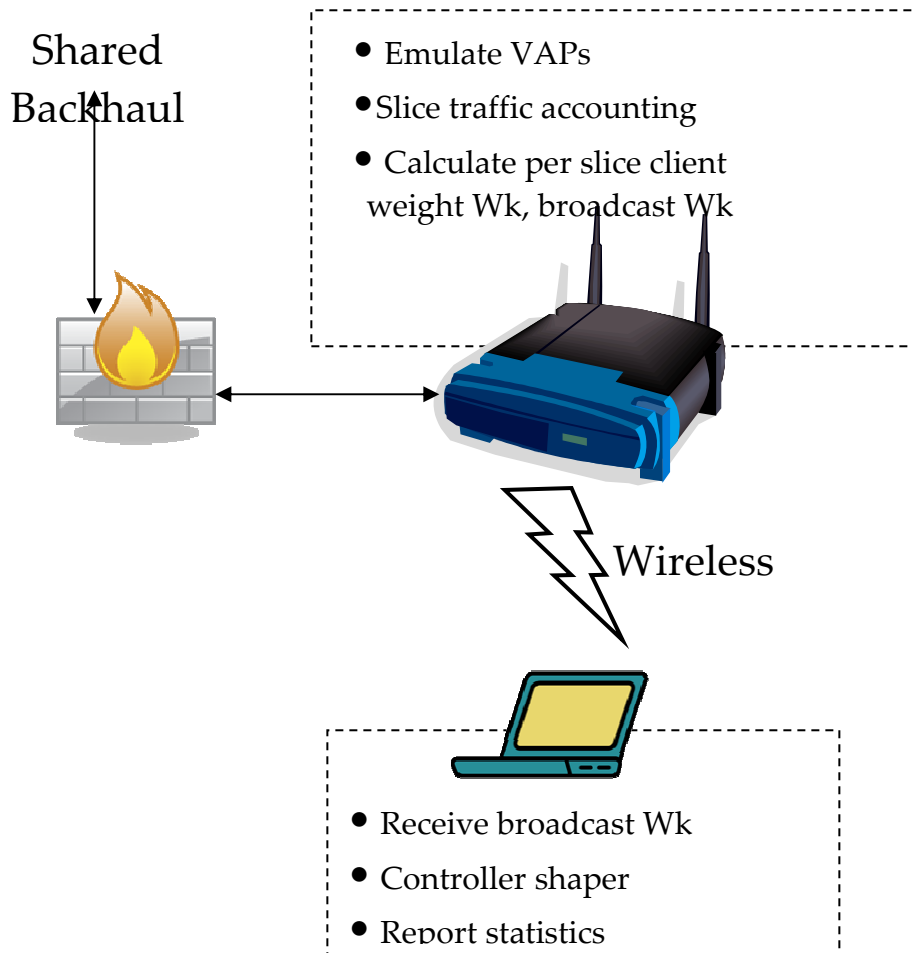 Shared
Backhaul
• Emulate VAPs
•Slice traffic accounting
• Calculate per slice client
weight Wk, broadcast Wk
Wireless
• Receive broadcast Wk
• Controller shaper
• Report statistics